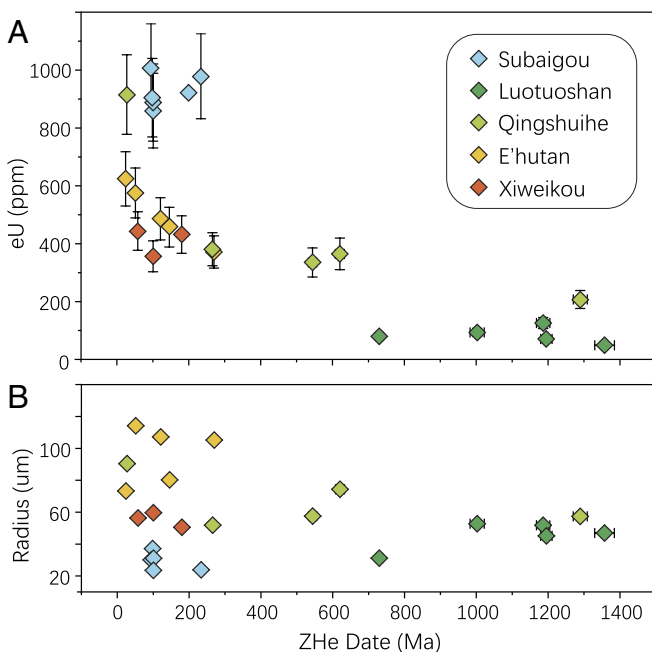 A
1000
800
600
400
200
0
eU (ppm)
Subaigou
Luotuoshan
Qingshuihe
E'hutan
Xiweikou
B
100
60
20
Radius (um)
0 200 400 600 800 1000 1200 1400
ZHe Date (Ma)